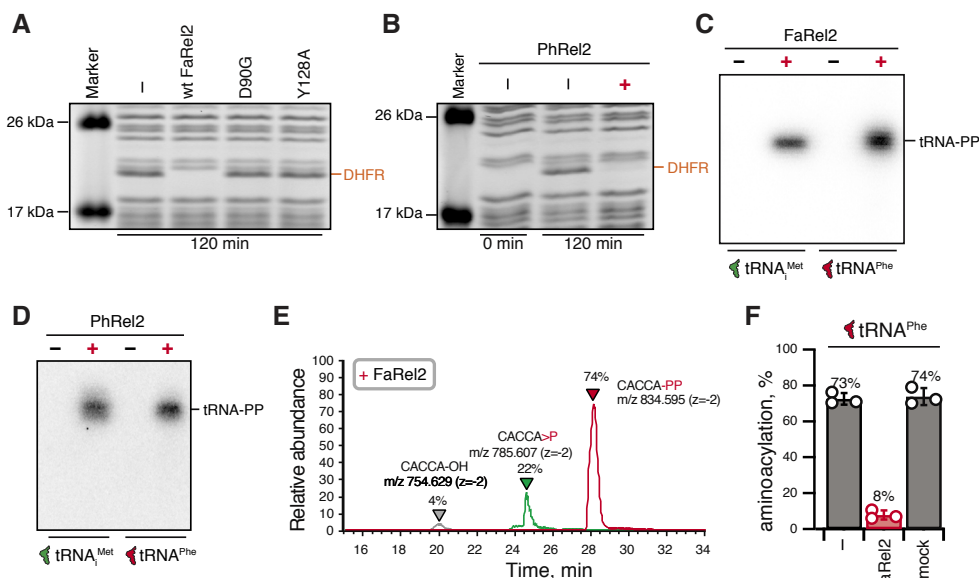 A
Marker
–
wt FaRel2
D90G
Y128A
26 kDa
DHFR
17 kDa
120 min
B
PhRel2
Marker
– – +
26 kDa
DHFR
17 kDa
0 min 120 min
C
FaRel2
– + – +
tRNA-PP
tRNAiMet tRNAPhe
D
PhRel2
– + – +
tRNA-PP
tRNAiMet tRNAPhe
E
+ FaRel2
Relative abundance
100
90
80
70
60
50
40
30
20
10
0
74%
CACCA-PP
m/z 834.595 (z=-2)
CACCA>P
m/z 785.607 (z=-2)
22%
CACCA-OH
m/z 754.629 (z=-2)
4%
16 18 20 22 24 26 28 30 32 34
Time, min
F
tRNAPhe
aminoacylation, %
100
80
60
40
20
0
73%
8%
74%
–
FaRel2
mock